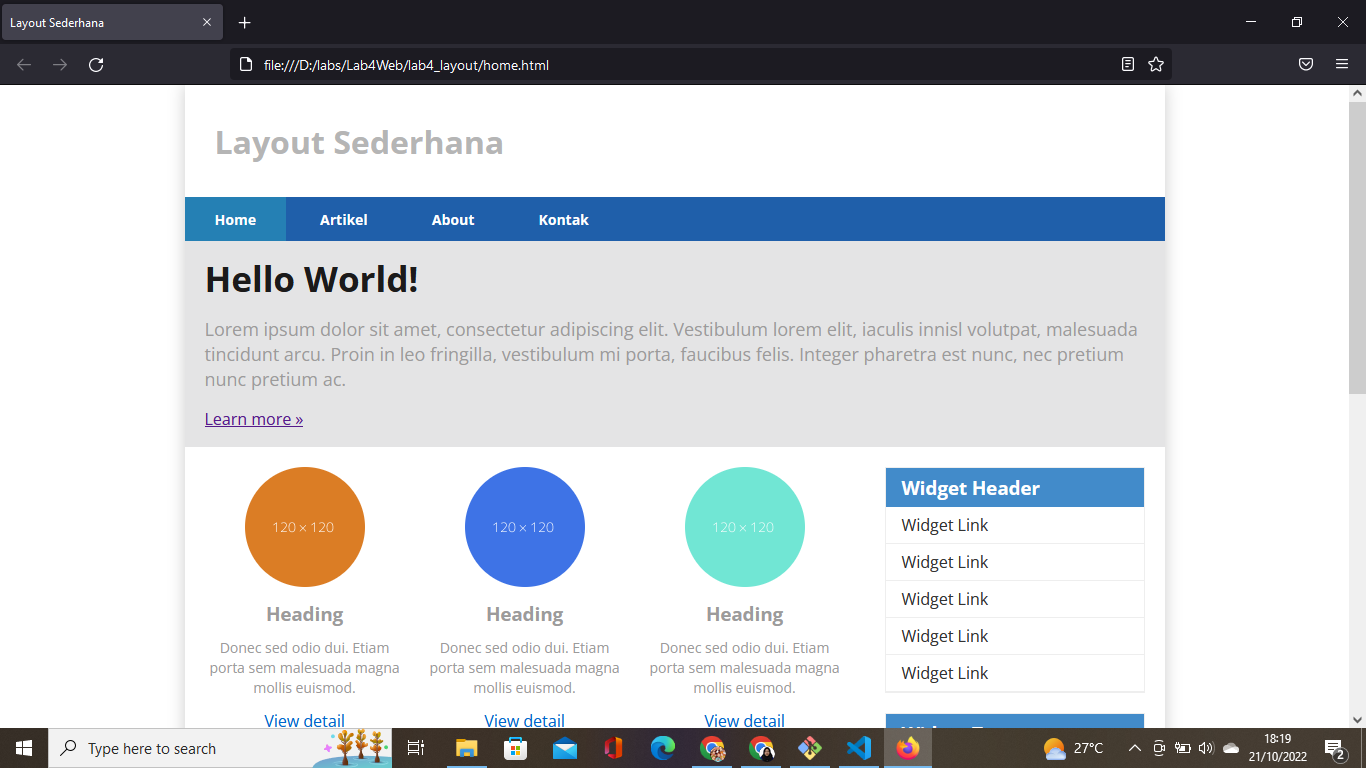 Layout Sederhana
file:///D:/labs/Lab4Web/lab4_layout/home.html
Layout Sederhana
Home Artikel About Kontak
Hello World!
Lorem ipsum dolor sit amet, consectetur adipiscing elit. Vestibulum lorem elit, iaculis innisl volutpat, malesuada
tincidunt arcu. Proin in leo fringilla, vestibulum mi porta, faucibus felis. Integer pharetra est nunc, nec pretium
nunc pretium ac.
Learn more »
120 × 120
Heading
Donec sed odio dui. Etiam
porta sem malesuada magna
mollis euismod.
View detail
120 × 120
Heading
Donec sed odio dui. Etiam
porta sem malesuada magna
mollis euismod.
View detail
120 × 120
Heading
Donec sed odio dui. Etiam
porta sem malesuada magna
mollis euismod.
View detail
Widget Header
Widget Link
Widget Link
Widget Link
Widget Link
Widget Link
Type here to search
27°C
18:19
21/10/2022
2